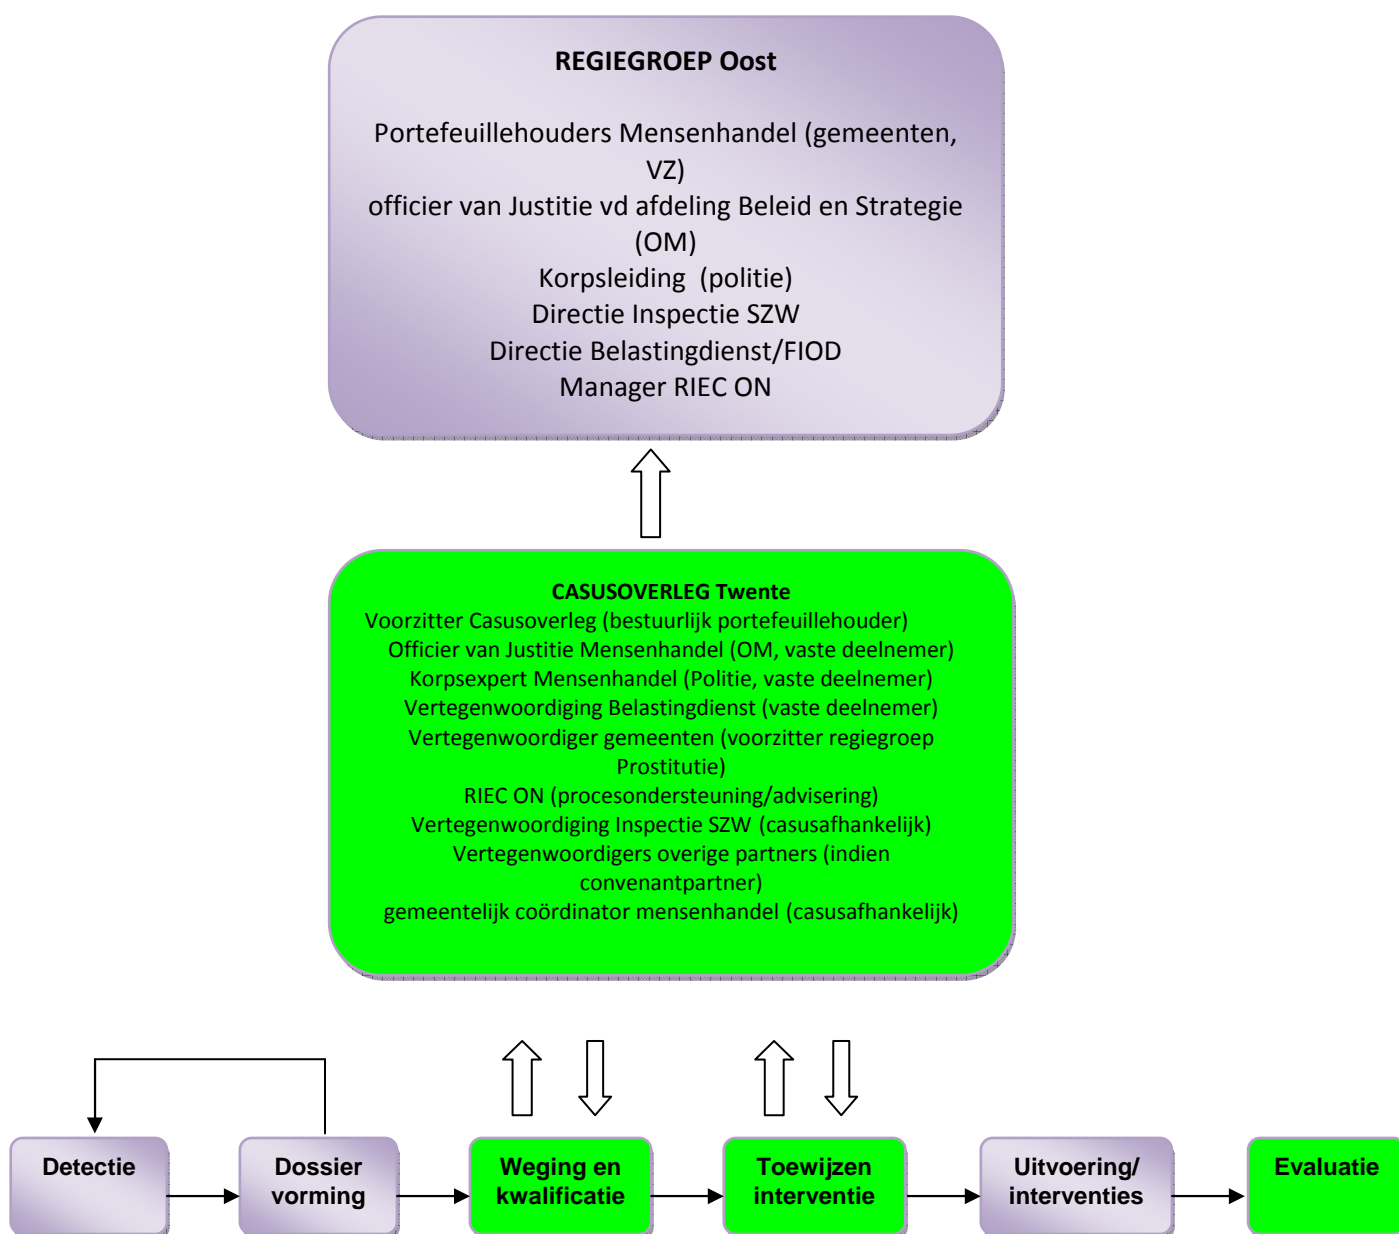 REGIEGROEP Oost
Portefeuillehouders Mensenhandel (gemeenten,
VZ)
officier van Justitie vd afdeling Beleid en Strategie
(OM)
Korpsleiding (politie)
Directie Inspectie SZW
Directie Belastingdienst/FIOD
Manager RIEC ON
CASUSOVERLEG Twente
Voorzitter Casusoverleg (bestuurlijk portefeuillehouder)
Officier van Justitie Mensenhandel (OM, vaste deelnemer)
Korpsexpert Mensenhandel (Politie, vaste deelnemer)
Vertegenwoordiging Belastingdienst (vaste deelnemer)
Vertegenwoordiger gemeenten (voorzitter regiegroep
Prostitutie)
RIEC ON (procesondersteuning/advisering)
Vertegenwoordiging Inspectie SZW (casusafhankelijk)
Vertegenwoordigers overige partners (indien
convenantpartner)
gemeentelijk coördinator mensenhandel (casusafhankelijk)
Detectie
Dossier
vorming
Weging en
kwalificatie
Toewijzen
interventie
Uitvoering/
interventies
Evaluatie